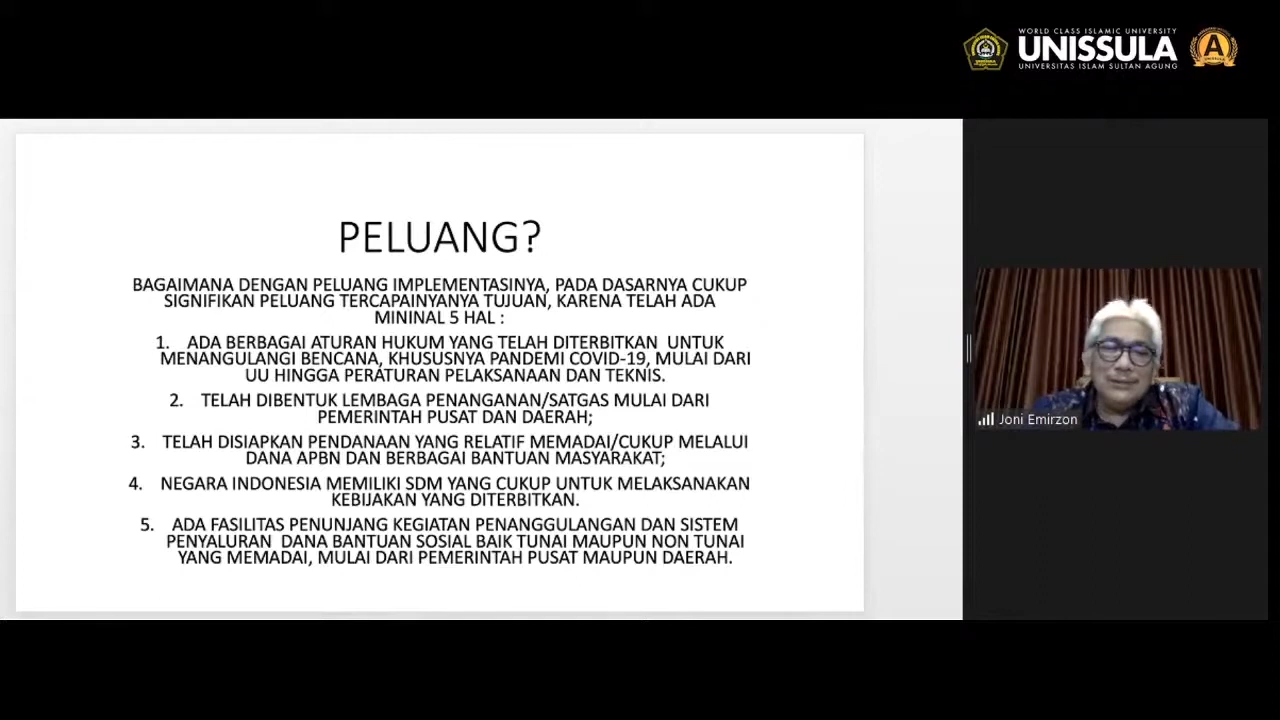 WORLD CLASS ISLAMIC UNIVERSITY
UNISSULA
UNIVERSITAS ISLAM SULTAN AGUNG
A
PELUANG?
BAGAIMANA DENGAN PELUANG IMPLEMENTASINYA, PADA DASARNYA CUKUP
SIGNIFIKAN PELUANG TERCAPAINYANYA TUJUAN, KARENA TELAH ADA
MININAL 5 HAL :
1. ADA BERBAGAI ATURAN HUKUM YANG TELAH DITERBITKAN UNTUK
MENANGULANGI BENCANA, KHUSUSNYA PANDEMI COVID-19, MULAI DARI
UU HINGGA PERATURAN PELAKSANAAN DAN TEKNIS.
2. TELAH DIBENTUK LEMBAGA PENANGANAN/SATGAS MULAI DARI
PEMERINTAH PUSAT DAN DAERAH;
3. TELAH DISIAPKAN PENDANAAN YANG RELATIF MEMADAI/CUKUP MELALUI
DANA APBN DAN BERBAGAI BANTUAN MASYARAKAT;
4. NEGARA INDONESIA MEMILIKI SDM YANG CUKUP UNTUK MELAKSANAKAN
KEBIJAKAN YANG DITERBITKAN.
5. ADA FASILITAS PENUNJANG KEGIATAN PENANGGULANGAN DAN SISTEM
PENYALURAN DANA BANTUAN SOSIAL BAIK TUNAI MAUPUN NON TUNAI
YANG MEMADAI, MULAI DARI PEMERINTAH PUSAT MAUPUN DAERAH.
Joni Emirzon